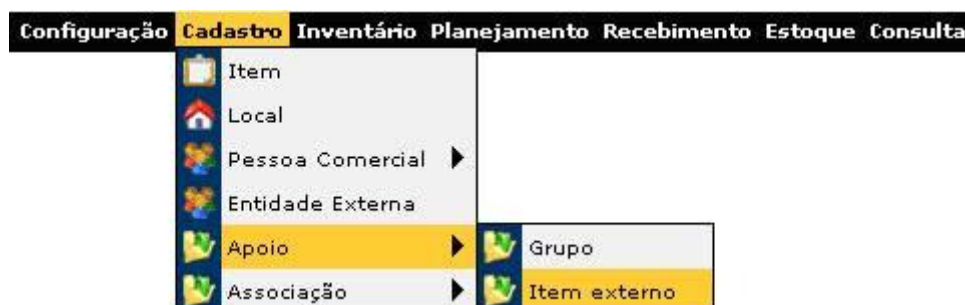 Configuração Cadastro Inventário Planejamento Recebimento Estoque Consulta
Item
Local
Pessoa Comercial
Entidade Externa
Apoio
Grupo
Associação
Item externo